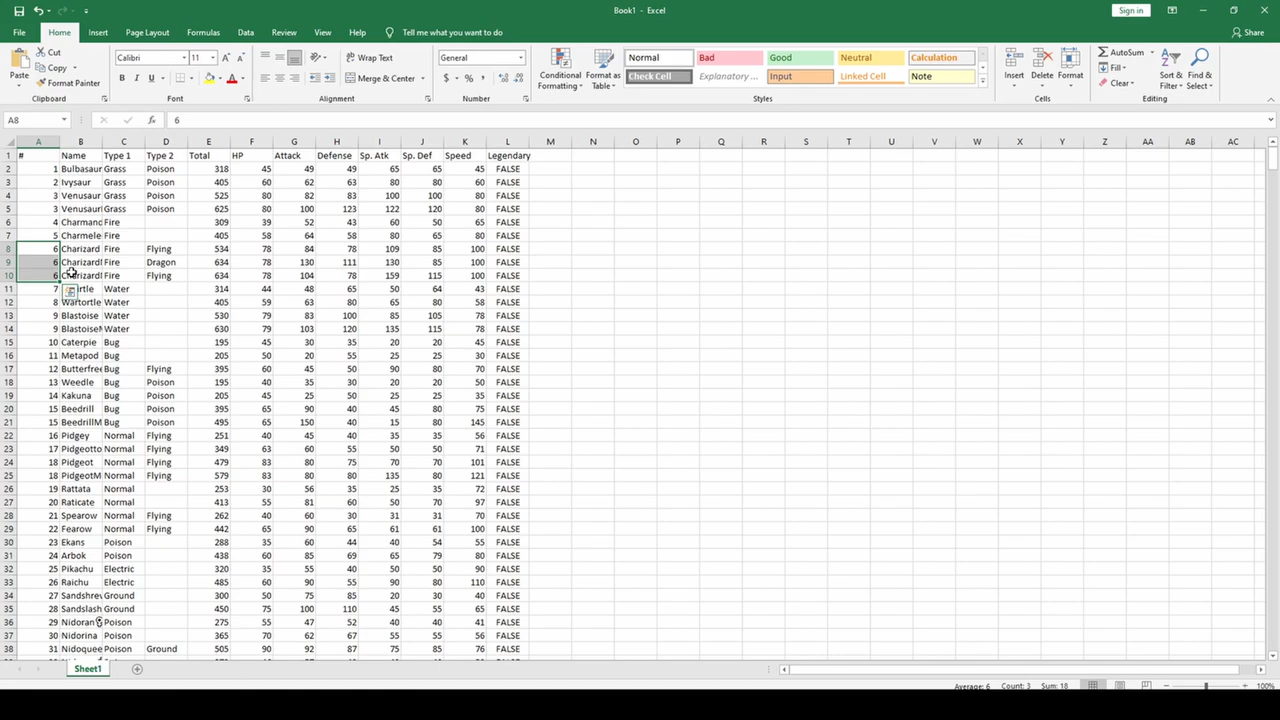 Book1 - Excel
Sign in
File Home Insert Page Layout Formulas Data Review View Help Tell me what you want to do Share
Cut
Copy
Format Painter
Paste
Clipboard
Calibri 11
B I U
Font
Wrap Text
Merge & Center
Alignment
General
$ % ,
Number
Conditional Formatting
Format as Table
Normal Bad Good Neutral Calculation
Check Cell Explanatory ... Input Linked Cell Note
Styles
Insert Delete Format
Cells
AutoSum
Fill
Clear
Sort & Filter
Find & Select
Editing
A8 fx 6
A B C D E F G H I J K L M N O P Q R S T U V W X Y Z AA AB AC
1 # Name Type 1 Type 2 Total HP Attack Defense Sp. Atk Sp. Def Speed Legendary
2 1 Bulbasaur Grass Poison 318 45 49 49 65 65 45 FALSE
3 2 Ivysaur Grass Poison 405 60 62 63 80 80 60 FALSE
4 3 Venusaur Grass Poison 525 80 82 83 100 100 80 FALSE
5 3 Venusaur Grass Poison 625 80 100 123 122 120 80 FALSE
6 4 Charmand Fire 309 39 52 43 60 50 65 FALSE
7 5 Charmele Fire 405 58 64 58 80 65 80 FALSE
8 6 Charizard Fire Flying 534 78 84 78 109 85 100 FALSE
9 6 Charizard Fire Dragon 634 78 130 111 130 85 100 FALSE
10 6 Fire Flying 634 78 104 78 159 115 100 FALSE
11 7 Water 314 44 48 65 50 64 43 FALSE
12 8 Wartortle Water 405 59 63 80 65 80 58 FALSE
13 9 Blastoise Water 530 79 83 100 85 105 78 FALSE
14 9 Blastoise Water 630 79 103 120 135 115 78 FALSE
15 10 Caterpie Bug 195 45 30 35 20 20 45 FALSE
16 11 Metapod Bug 205 50 20 55 25 25 30 FALSE
17 12 Butterfree Bug Flying 395 60 45 50 90 80 70 FALSE
18 13 Weedle Bug Poison 195 40 35 30 20 20 50 FALSE
19 14 Kakuna Bug Poison 205 45 25 50 25 25 35 FALSE
20 15 Beedrill Bug Poison 395 65 90 40 45 80 75 FALSE
21 15 BeedrillM Bug Poison 495 65 150 40 15 80 145 FALSE
22 16 Pidgey Normal Flying 251 40 45 40 35 35 56 FALSE
23 17 Pidgeotto Normal Flying 349 63 60 55 50 50 71 FALSE
24 18 Pidgeot Normal Flying 479 83 80 75 70 70 101 FALSE
25 18 PidgeotM Normal Flying 579 83 80 80 135 80 121 FALSE
26 19 Rattata Normal 253 30 56 35 25 35 72 FALSE
27 20 Raticate Normal 413 55 81 60 50 70 97 FALSE
28 21 Spearow Normal Flying 262 40 60 30 31 31 70 FALSE
29 22 Fearow Normal Flying 442 65 90 65 61 61 100 FALSE
30 23 Ekans Poison 288 35 60 44 40 54 55 FALSE
31 24 Arbok Poison 438 60 85 69 65 79 80 FALSE
32 25 Pikachu Electric 320 35 55 40 50 50 90 FALSE
33 26 Raichu Electric 485 60 90 55 90 80 110 FALSE
34 27 Sandshrew Ground 300 50 75 85 20 30 40 FALSE
35 28 Sandslash Ground 450 75 100 110 45 55 65 FALSE
36 29 Nidoran♀ Poison 275 55 47 52 40 40 41 FALSE
37 30 Nidorina Poison 365 70 62 67 55 55 56 FALSE
38 31 Nidoquee Poison Ground 505 90 92 87 75 85 76 FALSE
Sheet1
Average: 6 Count: 3 Sum: 18 100%